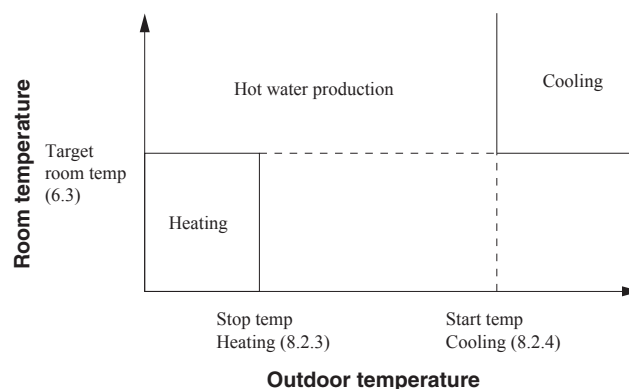 Room temperature
Hot water production
Cooling
Target
room temp
(6.3)
Heating
Stop temp
Heating (8.2.3)
Start temp
Cooling (8.2.4)
Outdoor temperature